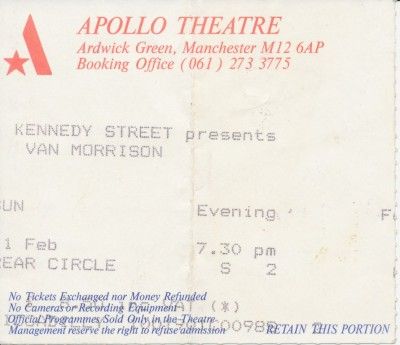 APOLLO THEATRE
Ardwick Green, Manchester M12 6AP
Booking Office (061) 273 3775
KENNEDY STREET presents
VAN MORRISON
SUN Evening
1 Feb 7.30 pm
REAR CIRCLE S 2
VAT (*)
No Tickets Exchanged nor Money Refunded
No Cameras or Recording Equipment
Official Programmes Sold Only in the Theatre
Management reserve the right to refuse admission
RETAIN THIS PORTION